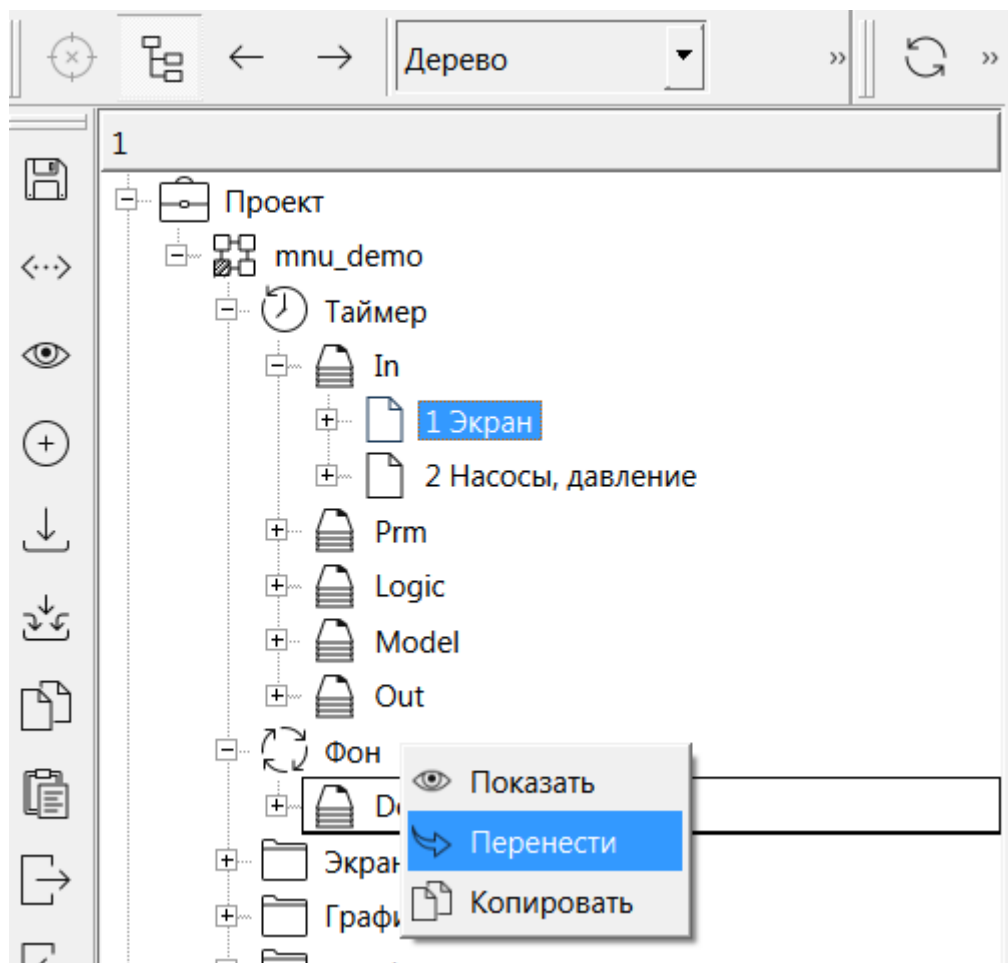 Дерево
1
Проект
mnu_demo
Таймер
In
1 Экран
2 Насосы, давление
Prm
Logic
Model
Out
Фон
Показать
Перенести
Копировать